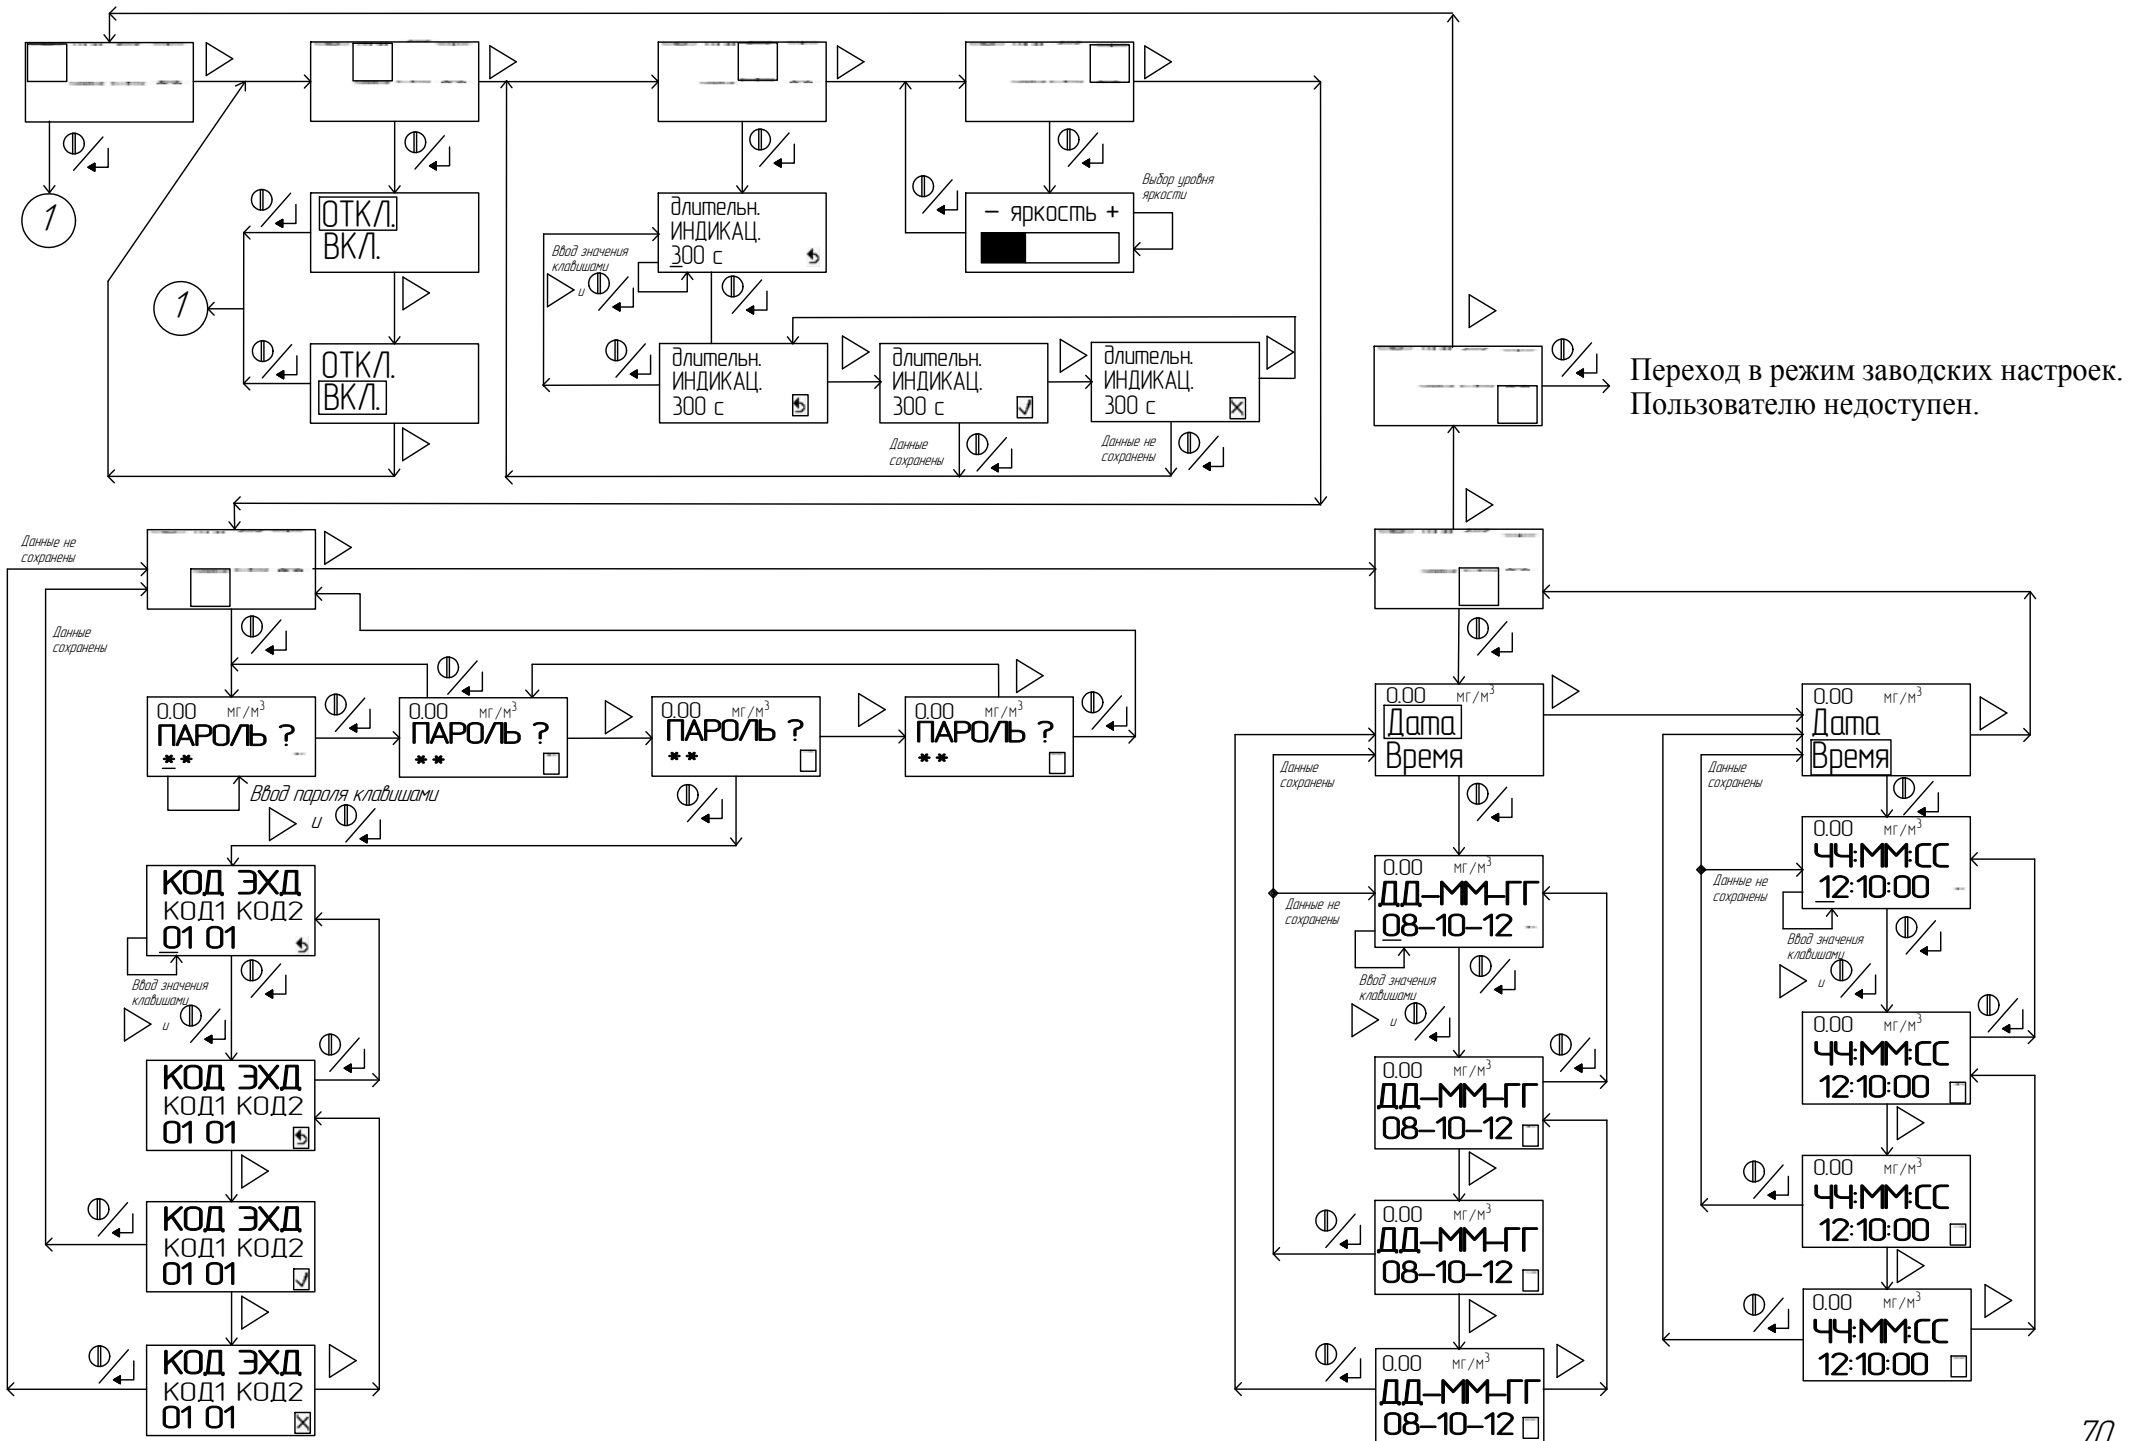 1
ОТКЛ.
ВКЛ.
1
ОТКЛ.
ВКЛ.
длительн.
ИНДИКАЦ.
300 с
Ввод значения
клавишами
и
длительн.
ИНДИКАЦ.
300 с
длительн.
ИНДИКАЦ.
300 с
длительн.
ИНДИКАЦ.
300 с
Данные
сохранены
Данные не
сохранены
– яркость +
Выбор уровня
яркости
Переход в режим заводских настроек.
Пользователю недоступен.
Данные не
сохранены
Данные
сохранены
0.00 мг/м³
ПАРОЛЬ ?
**
0.00 мг/м³
ПАРОЛЬ ?
**
0.00 мг/м³
ПАРОЛЬ ?
**
0.00 мг/м³
ПАРОЛЬ ?
**
Ввод пароля клавишами
и
КОД ЭХД
КОД1 КОД2
01 01
Ввод значения
клавишами
и
КОД ЭХД
КОД1 КОД2
01 01
КОД ЭХД
КОД1 КОД2
01 01
КОД ЭХД
КОД1 КОД2
01 01
0.00 мг/м³
Дата
Время
Данные
сохранены
0.00 мг/м³
ДД–ММ–ГГ
08–10–12
Данные не
сохранены
Ввод значения
клавишами
и
0.00 мг/м³
ДД–ММ–ГГ
08–10–12
0.00 мг/м³
ДД–ММ–ГГ
08–10–12
0.00 мг/м³
ДД–ММ–ГГ
08–10–12
0.00 мг/м³
Дата
Время
Данные
сохранены
0.00 мг/м³
ЧЧ:ММ:СС
12:10:00
Данные не
сохранены
Ввод значения
клавишами
и
0.00 мг/м³
ЧЧ:ММ:СС
12:10:00
0.00 мг/м³
ЧЧ:ММ:СС
12:10:00
0.00 мг/м³
ЧЧ:ММ:СС
12:10:00
70